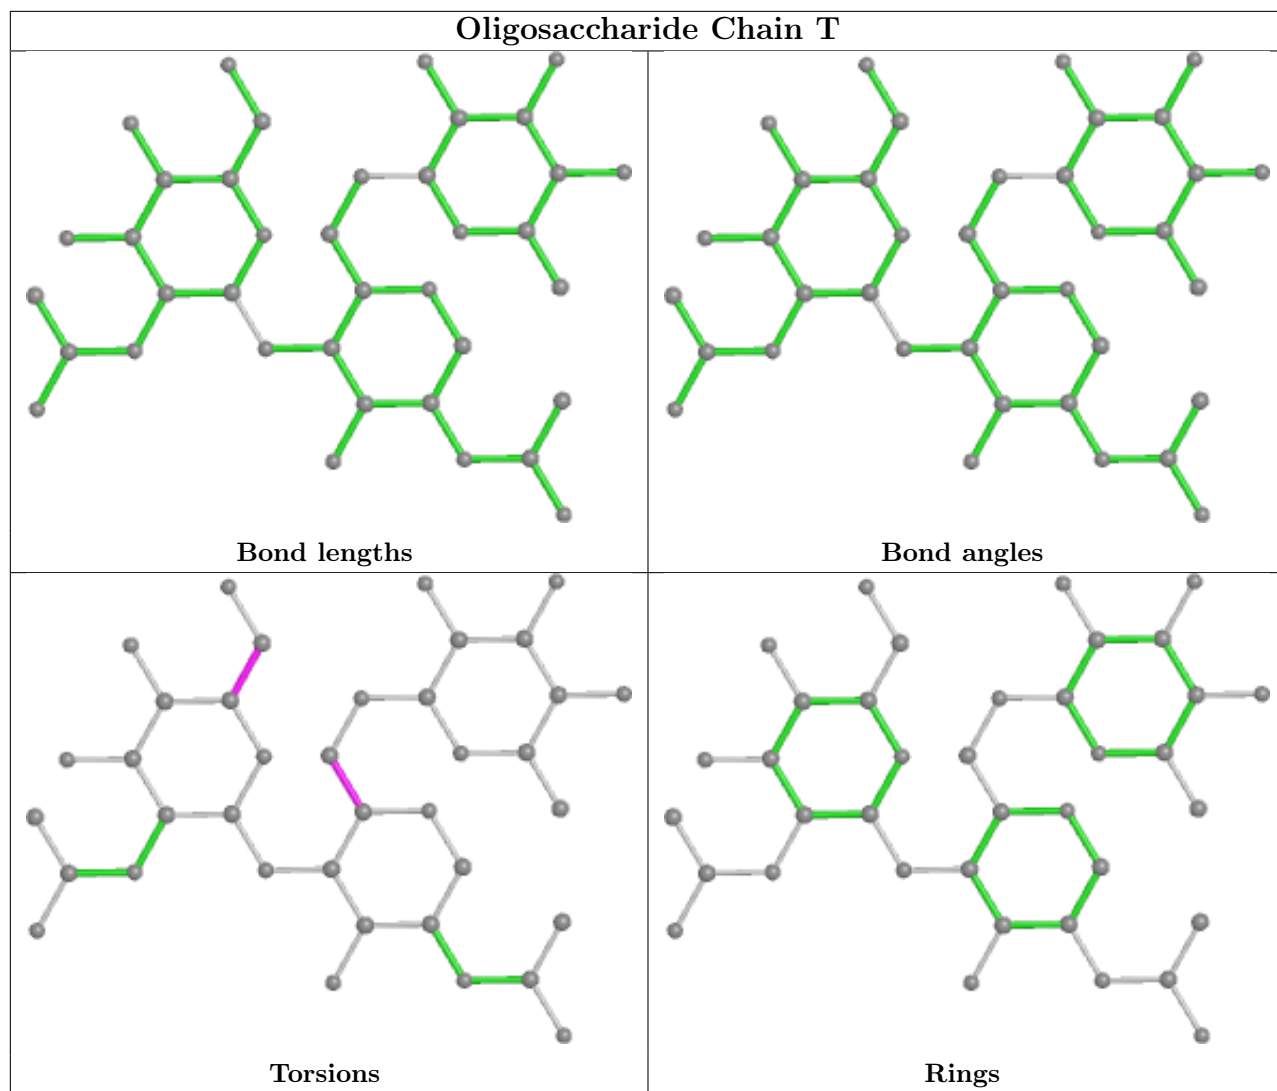 Oligosaccharide Chain T
Bond lengths
Bond angles
Torsions
Rings